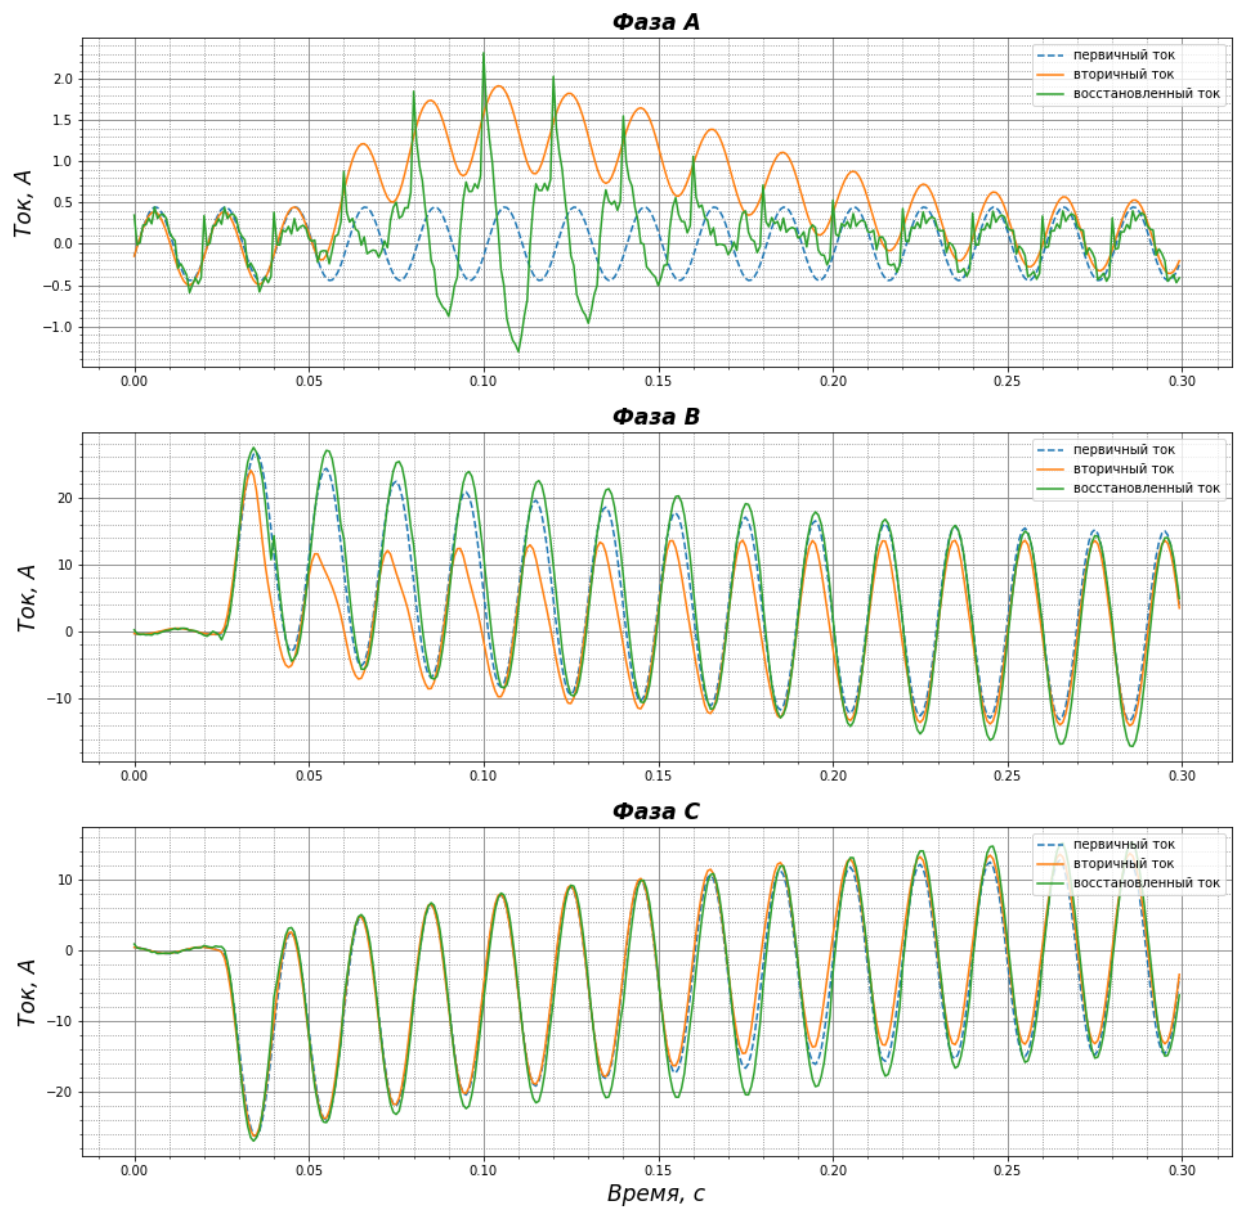 Фаза A
Ток, А
2.0
1.5
1.0
0.5
0.0
−0.5
−1.0
первичный ток
вторичный ток
восстановленный ток
0.00 0.05 0.10 0.15 0.20 0.25 0.30
Фаза B
Ток, А
20
10
0
−10
первичный ток
вторичный ток
восстановленный ток
0.00 0.05 0.10 0.15 0.20 0.25 0.30
Фаза C
Ток, А
10
0
−10
−20
первичный ток
вторичный ток
восстановленный ток
0.00 0.05 0.10 0.15 0.20 0.25 0.30
Время, с